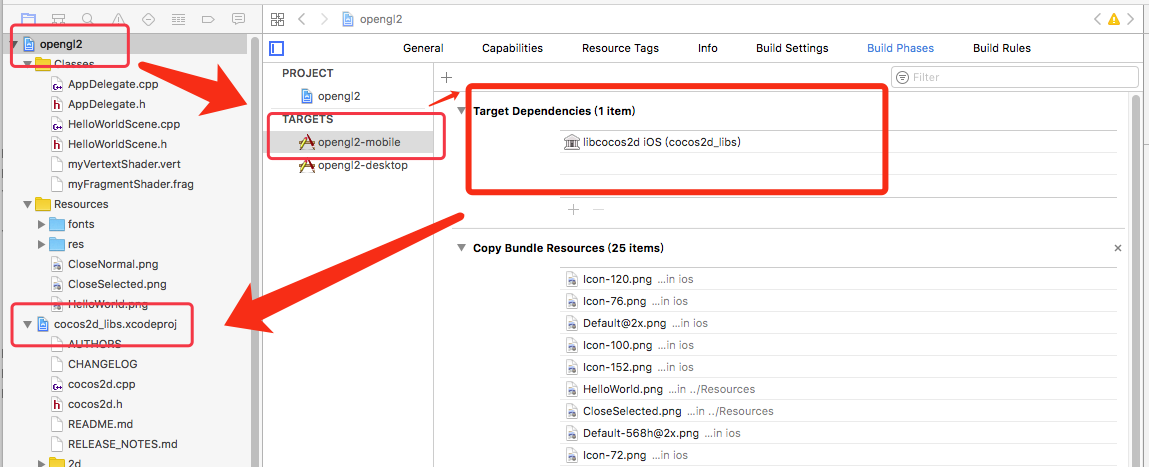 opengl2
opengl2
Classes
AppDelegate.cpp
AppDelegate.h
HelloWorldScene.cpp
HelloWorldScene.h
myVertextShader.vert
myFragmentShader.frag
Resources
fonts
res
CloseNormal.png
CloseSelected.png
HelloWorld.png
cocos2d_libs.xcodeproj
AUTHORS
CHANGELOG
cocos2d.cpp
cocos2d.h
README.md
RELEASE_NOTES.md
2d
General Capabilities Resource Tags Info Build Settings Build Phases Build Rules
PROJECT
opengl2
TARGETS
opengl2-mobile
opengl2-desktop
Filter
Target Dependencies (1 item)
libcocos2d iOS (cocos2d_libs)
Copy Bundle Resources (25 items)
Icon-120.png ...in ios
Icon-76.png ...in ios
Default@2x.png ...in ios
Icon-100.png ...in ios
Icon-152.png ...in ios
HelloWorld.png ...in ../Resources
CloseSelected.png ...in ../Resources
Default-568h@2x.png ...in ios
Icon-72.png ...in ios